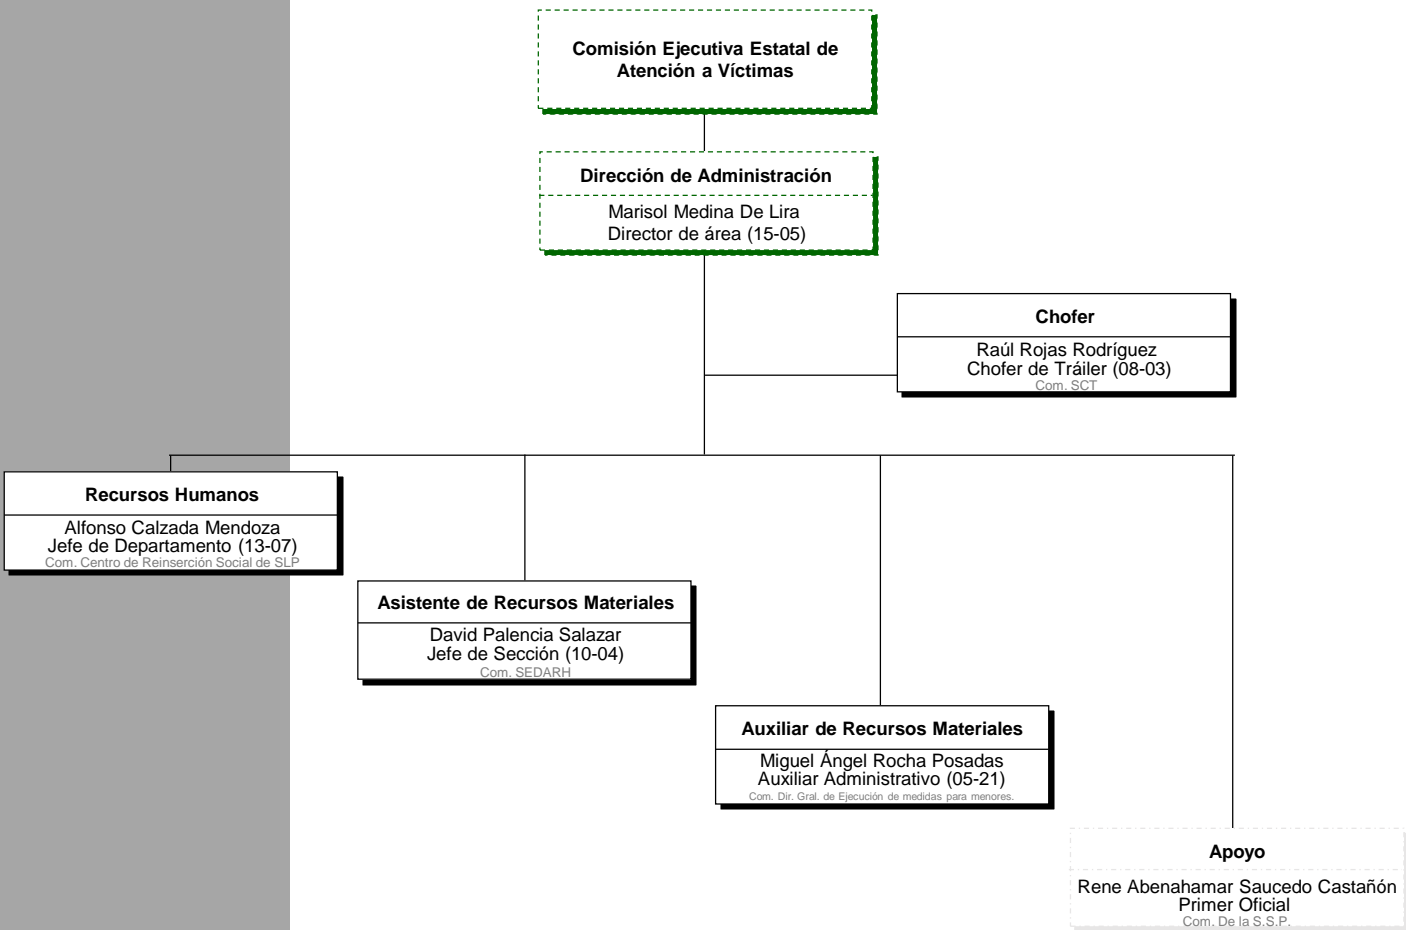 Comisión Ejecutiva Estatal de
Atención a Víctimas
Dirección de Administración
Marisol Medina De Lira
Director de área (15-05)
Chofer
Raúl Rojas Rodríguez
Chofer de Tráiler (08-03)
Com. SCT
Recursos Humanos
Alfonso Calzada Mendoza
Jefe de Departamento (13-07)
Com. Centro de Reinserción Social de SLP
Asistente de Recursos Materiales
David Palencia Salazar
Jefe de Sección (10-04)
Com. SEDARH
Auxiliar de Recursos Materiales
Miguel Ángel Rocha Posadas
Auxiliar Administrativo (05-21)
Com. Dir. Gral. de Ejecución de medidas para menores.
Apoyo
Rene Abenahamar Saucedo Castañón
Primer Oficial
Com. De la S.S.P.